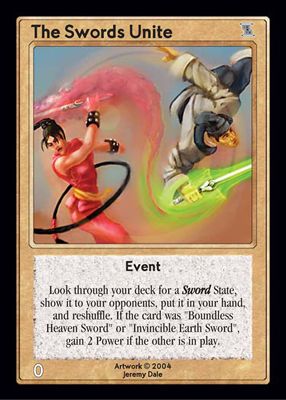 The Swords Unite
Event
Look through your deck for a Sword State,
show it to your opponents, put it in your hand,
and reshuffle. If the card was "Boundless
Heaven Sword" or "Invincible Earth Sword",
gain 2 Power if the other is in play.
0
Artwork © 2004
Jeremy Dale